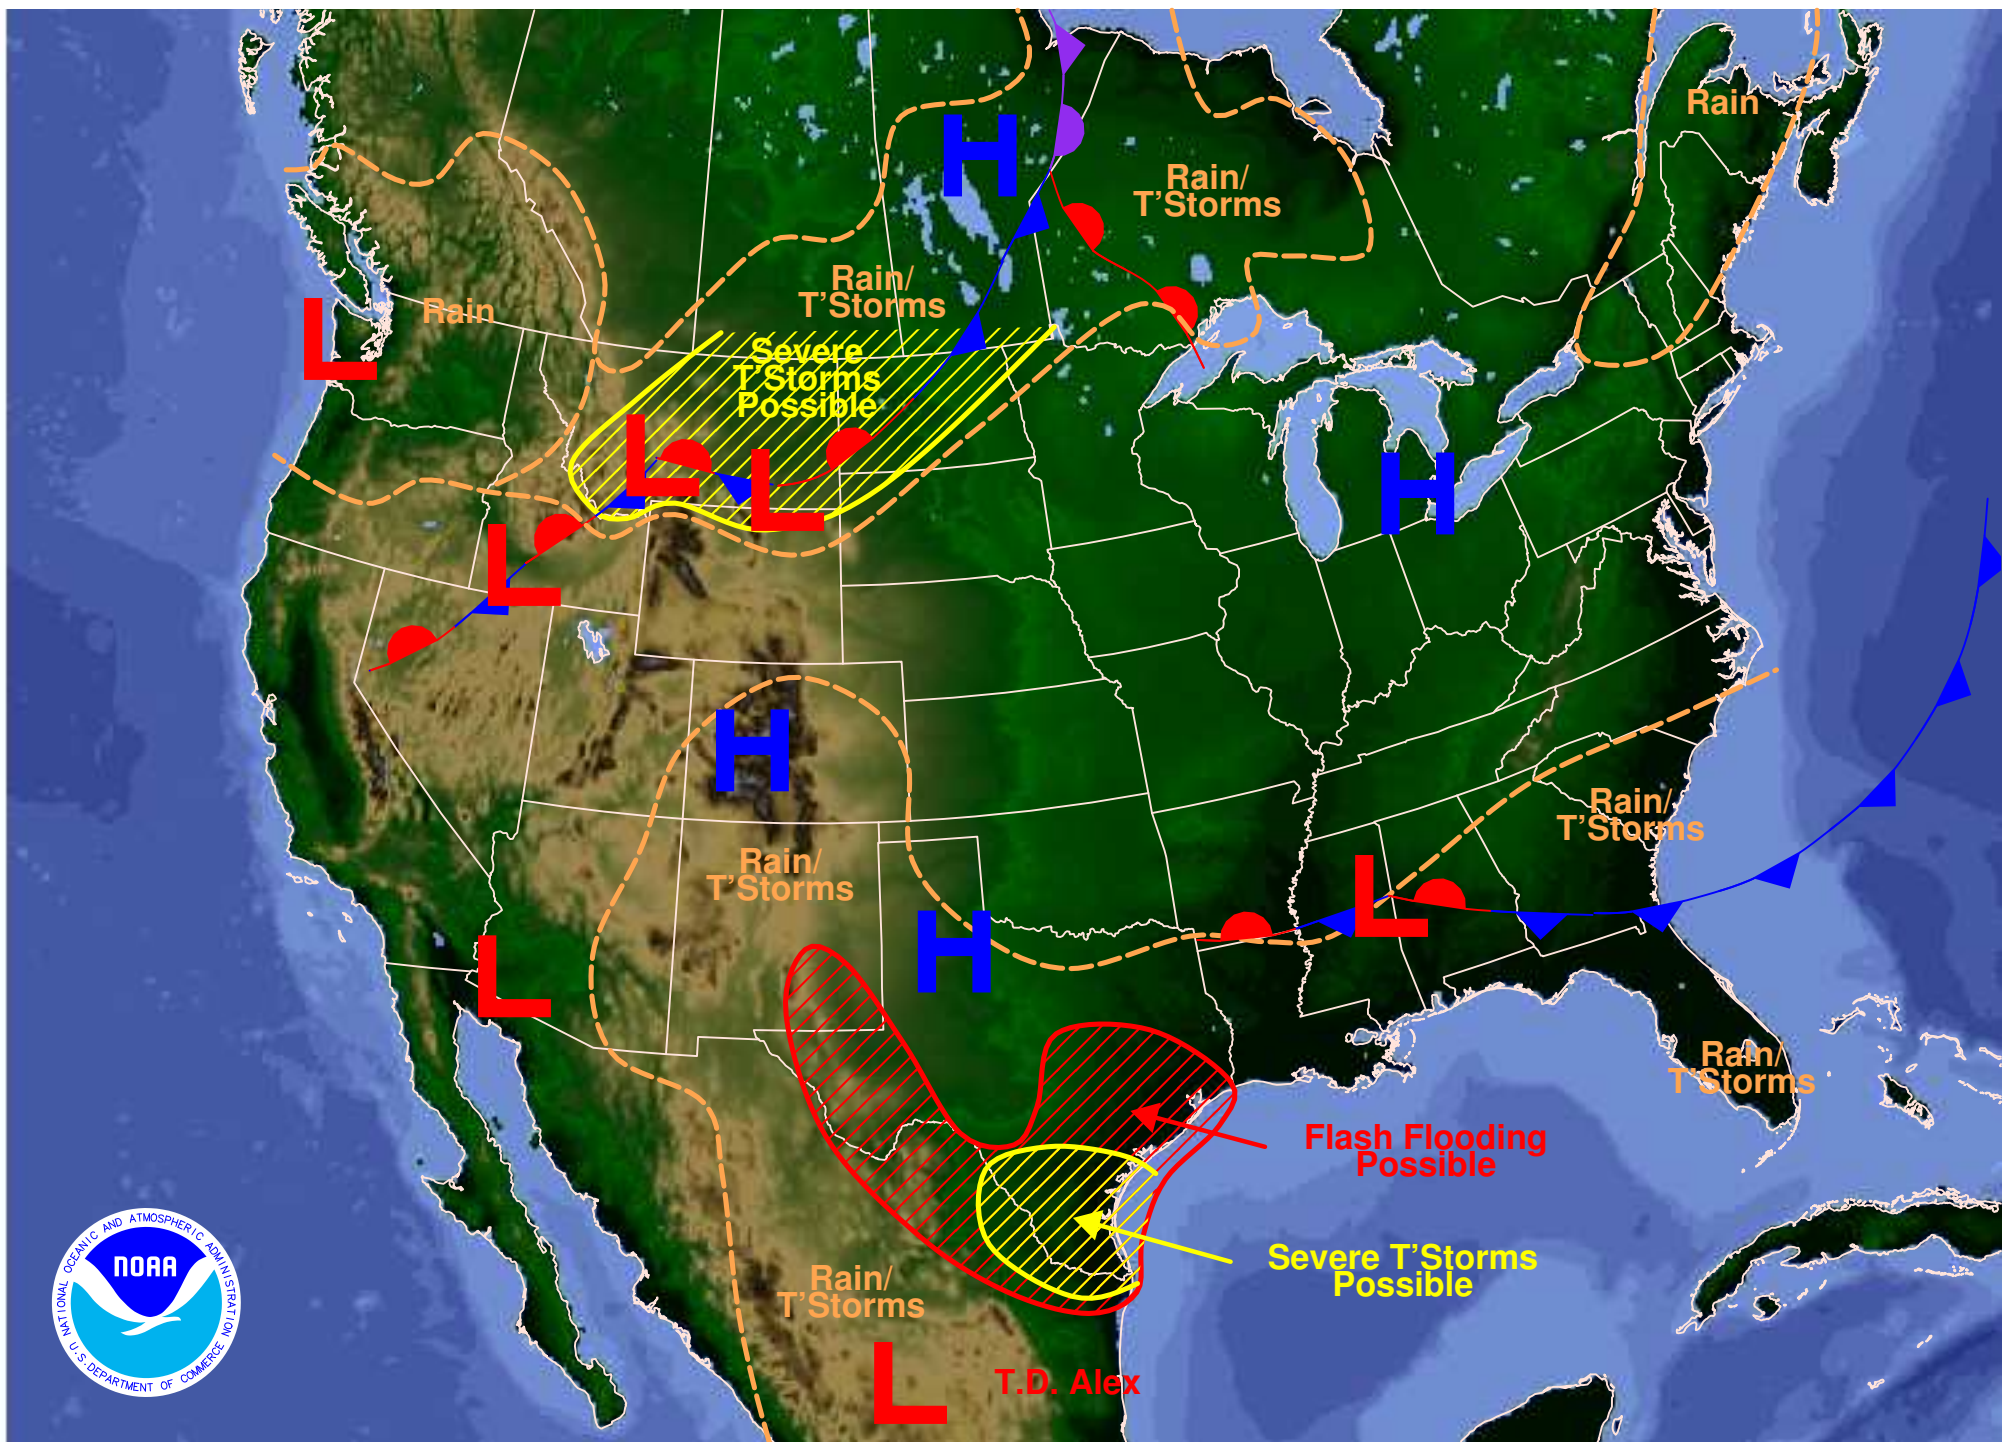 Rain
H
Rain/
T'Storms
Rain/
T'Storms
Rain
L
Severe
T'Storms
Possible
L
L
H
L
H
Rain/
T'Storms
Rain/
T'Storms
L
H
L
Rain/
T'Storms
Flash Flooding
Possible
Severe T'Storms
Possible
Rain/
T'Storms
L
T.D. Alex
NOAA
NATIONAL OCEANIC AND ATMOSPHERIC ADMINISTRATION
U.S. DEPARTMENT OF COMMERCE